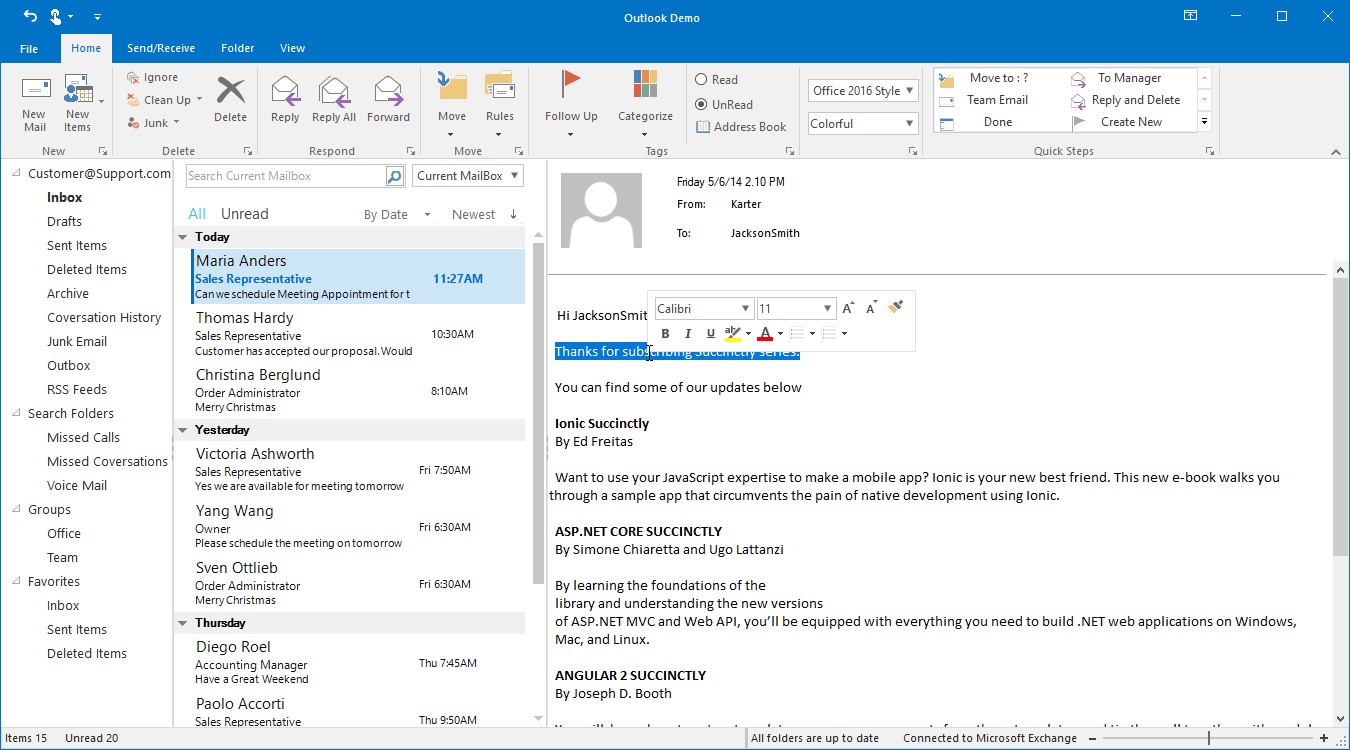 Outlook Demo
File Home Send/Receive Folder View
New Mail
New Items
New
Ignore
Clean Up
Junk
Delete
Delete
Reply
Reply All
Forward
Respond
Move
Rules
Move
Follow Up
Categorize
Tags
Read
UnRead
Address Book
Office 2016 Style
Colorful
Move to : ?
Team Email
Done
To Manager
Reply and Delete
Create New
Quick Steps
Customer@Support.com
Inbox
Drafts
Sent Items
Deleted Items
Archive
Coversation History
Junk Email
Outbox
RSS Feeds
Search Folders
Missed Calls
Missed Coversations
Voice Mail
Groups
Office
Team
Favorites
Inbox
Sent Items
Deleted Items
Search Current Mailbox
Current MailBox
All Unread By Date Newest
Today
Maria Anders
Sales Representative 11:27AM
Can we schedule Meeting Appointment for t
Thomas Hardy
Sales Representative 10:30AM
Customer has accepted our proposal. Would
Christina Berglund
Order Administrator 8:10AM
Merry Christmas
Yesterday
Victoria Ashworth
Sales Representative Fri 7:50AM
Yes we are available for meeting tomorrow
Yang Wang
Owner Fri 6:30AM
Please schedule the meeting on tomorrow
Sven Ottlieb
Order Administrator Fri 6:30AM
Merry Christmas
Thursday
Diego Roel
Accounting Manager Thu 7:45AM
Have a Great Weekend
Paolo Accorti
Sales Representative Thu 9:50AM
Friday 5/6/14 2.10 PM
From: Karter
To: JacksonSmith
Calibri 11 A A
B I U ab A
Hi JacksonSmit
Thanks for subscribing Succinctly series.
You can find some of our updates below
Ionic Succinctly
By Ed Freitas
Want to use your JavaScript expertise to make a mobile app? Ionic is your new best friend. This new e-book walks you
through a sample app that circumvents the pain of native development using Ionic.
ASP.NET CORE SUCCINCTLY
By Simone Chiaretta and Ugo Lattanzi
By learning the foundations of the
library and understanding the new versions
of ASP.NET MVC and Web API, you’ll be equipped with everything you need to build .NET web applications on Windows,
Mac, and Linux.
ANGULAR 2 SUCCINCTLY
By Joseph D. Booth
Items 15 Unread 20 All folders are up to date Connected to Microsoft Exchange